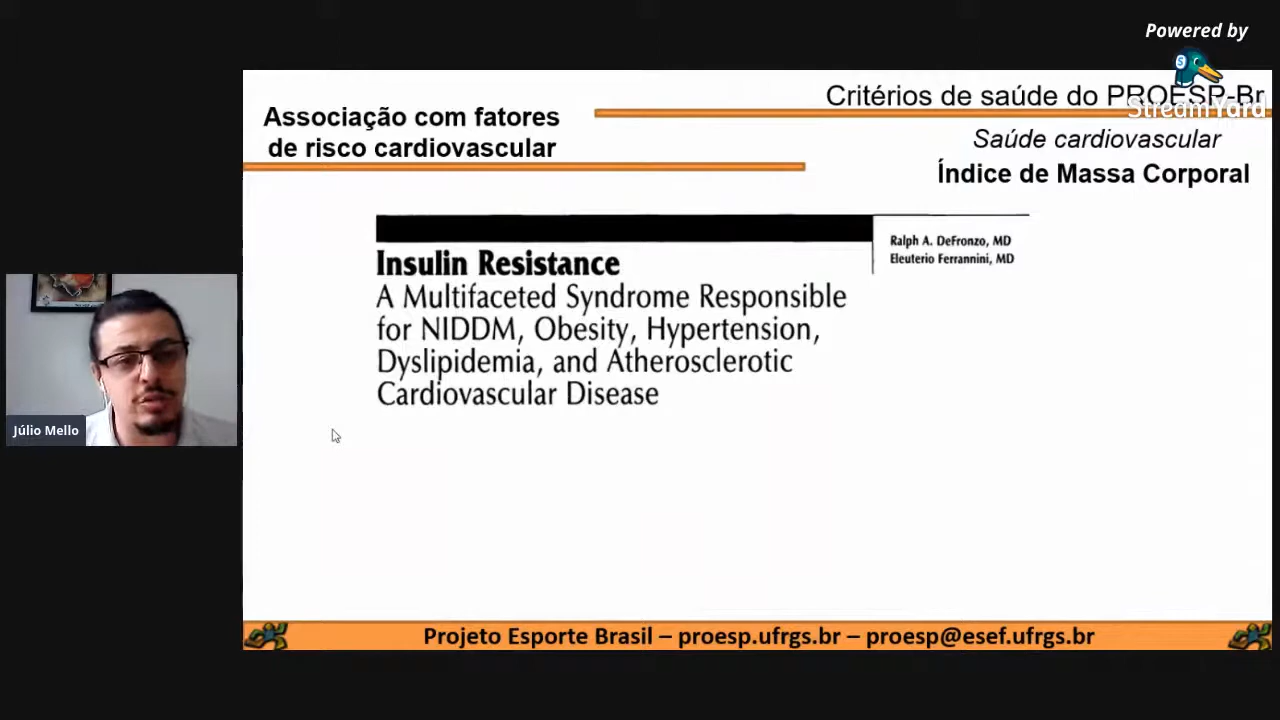 Powered by
StreamYard
Critérios de saúde do PROESP-Br
Associação com fatores
de risco cardiovascular
Saúde cardiovascular
Índice de Massa Corporal
Ralph A. DeFronzo, MD
Eleuterio Ferrannini, MD
Insulin Resistance
A Multifaceted Syndrome Responsible
for NIDDM, Obesity, Hypertension,
Dyslipidemia, and Atherosclerotic
Cardiovascular Disease
Júlio Mello
Projeto Esporte Brasil – proesp.ufrgs.br – proesp@esef.ufrgs.br